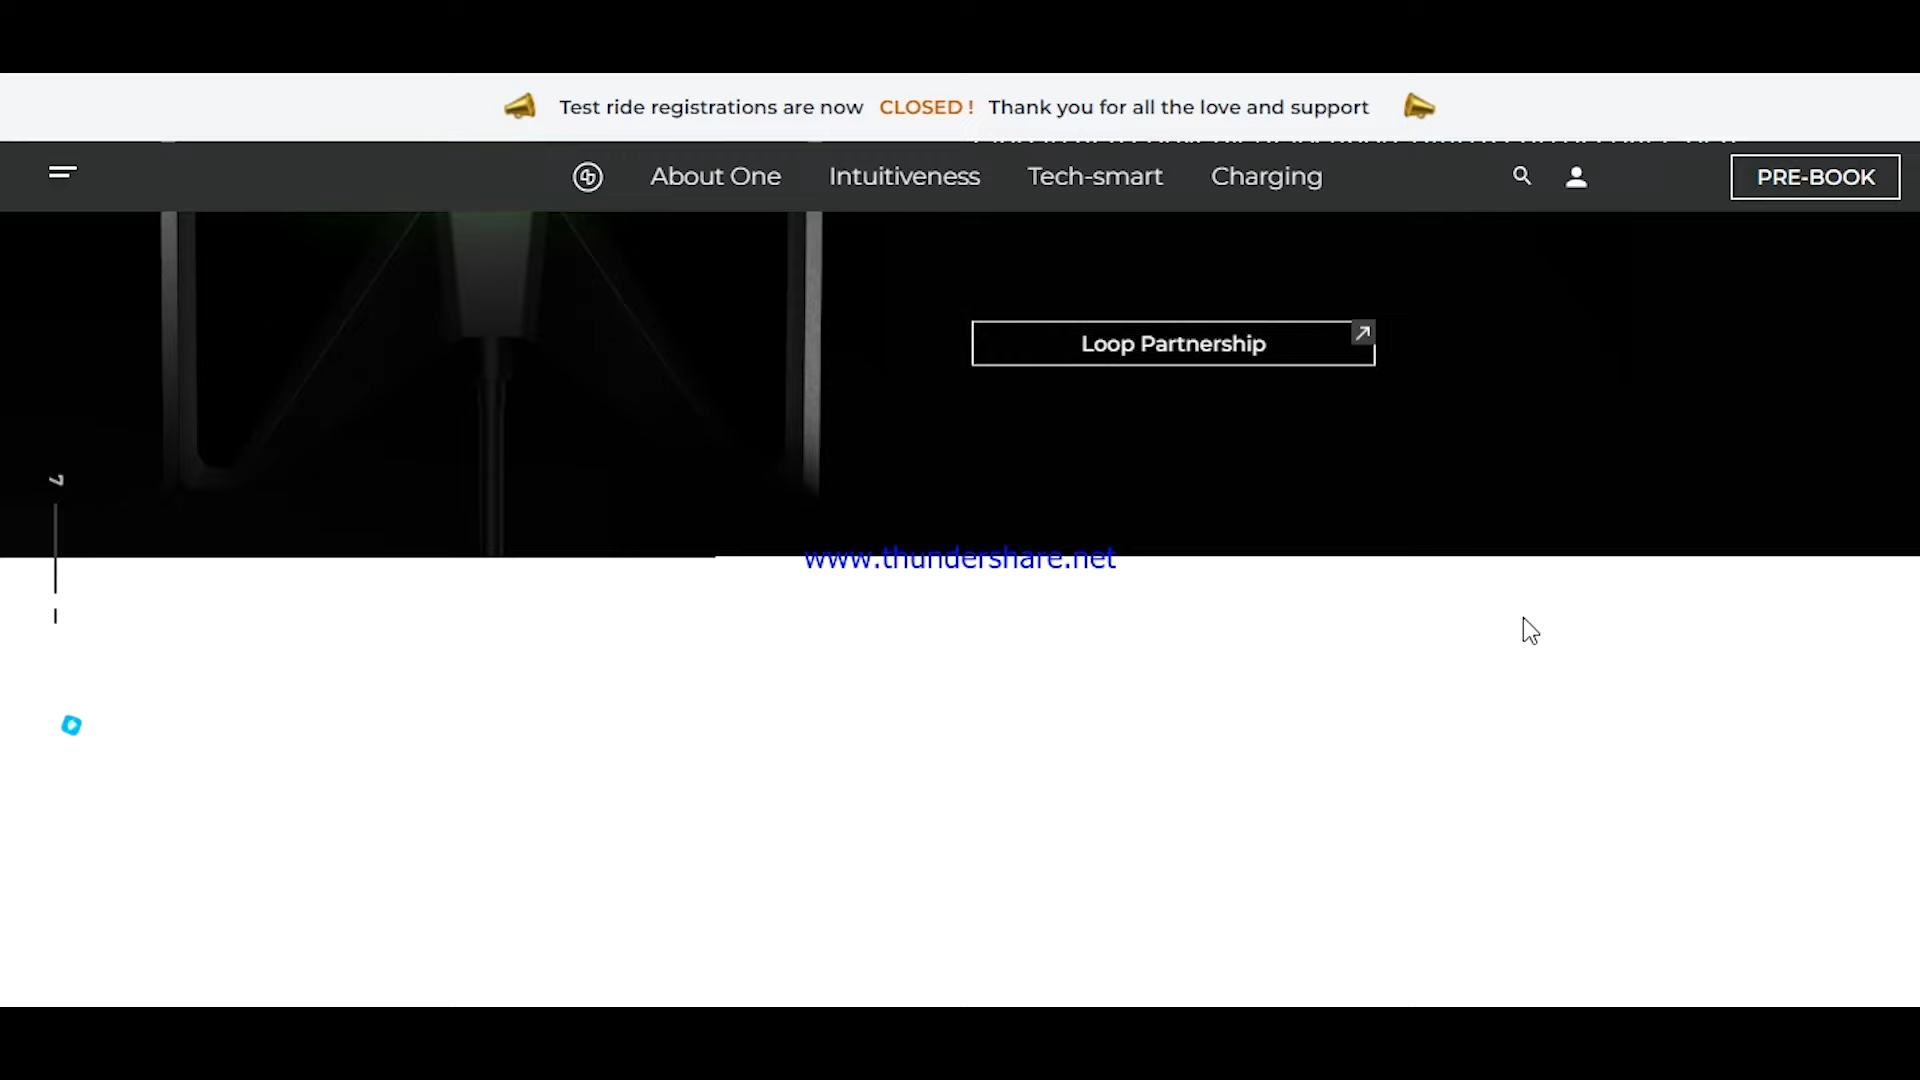 Test ride registrations are now CLOSED ! Thank you for all the love and support
About One Intuitiveness Tech-smart Charging PRE-BOOK
Loop Partnership
7
www.thundershare.net